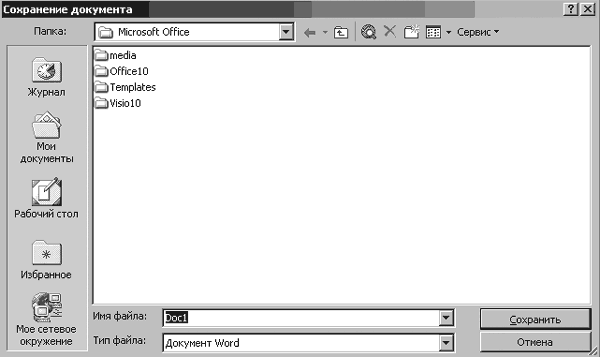 Сохранение документа
Папка: Microsoft Office Сервис
media
Office10
Templates
Visio10
Журнал
Мои
документы
Рабочий стол
Избранное
Мое сетевое
окружение
Имя файла: Doc1 Сохранить
Тип файла: Документ Word Отмена